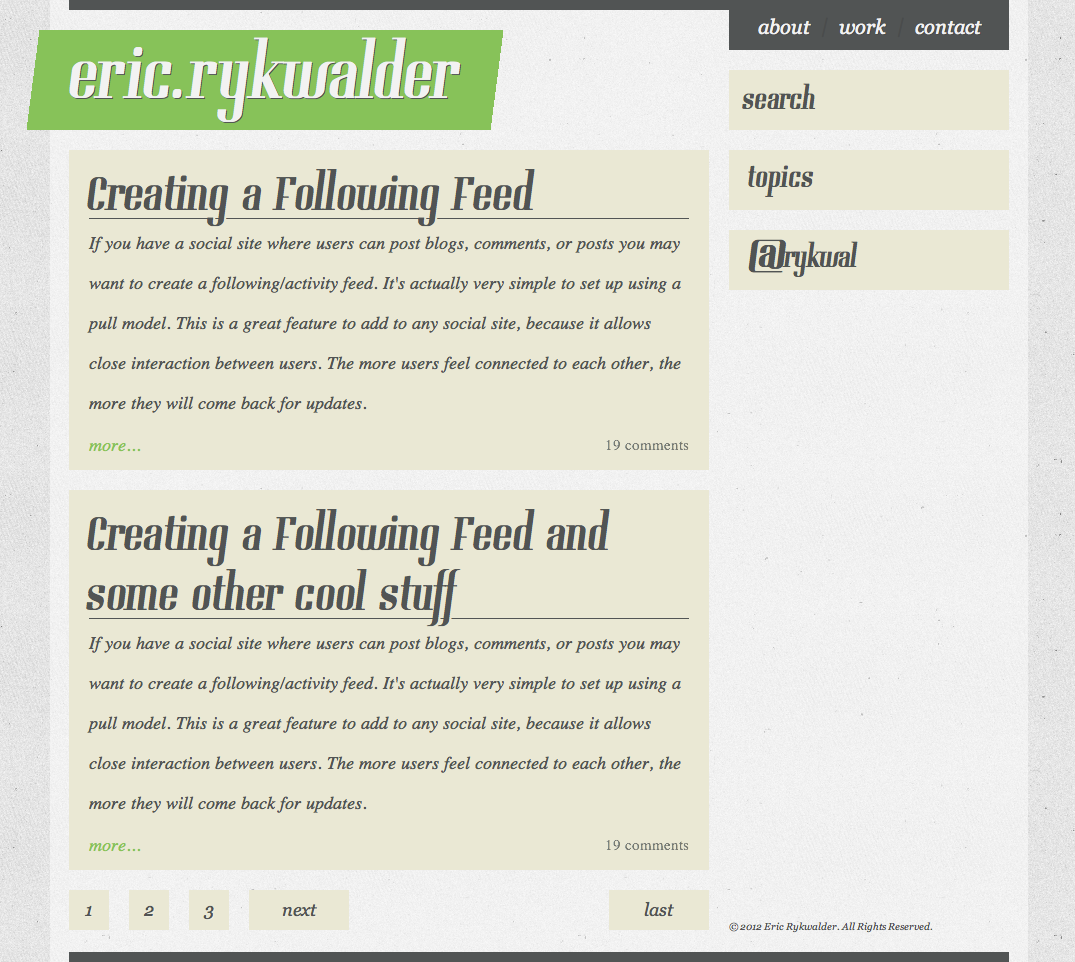 about / work / contact
eric.rykwalder
search
topics
@rykwal
Creating a Following Feed
If you have a social site where users can post blogs, comments, or posts you may
want to create a following/activity feed. It's actually very simple to set up using a
pull model. This is a great feature to add to any social site, because it allows
close interaction between users. The more users feel connected to each other, the
more they will come back for updates.
more...
19 comments
Creating a Following Feed and
some other cool stuff
If you have a social site where users can post blogs, comments, or posts you may
want to create a following/activity feed. It's actually very simple to set up using a
pull model. This is a great feature to add to any social site, because it allows
close interaction between users. The more users feel connected to each other, the
more they will come back for updates.
more...
19 comments
1 2 3 next last
© 2012 Eric Rykwalder. All Rights Reserved.